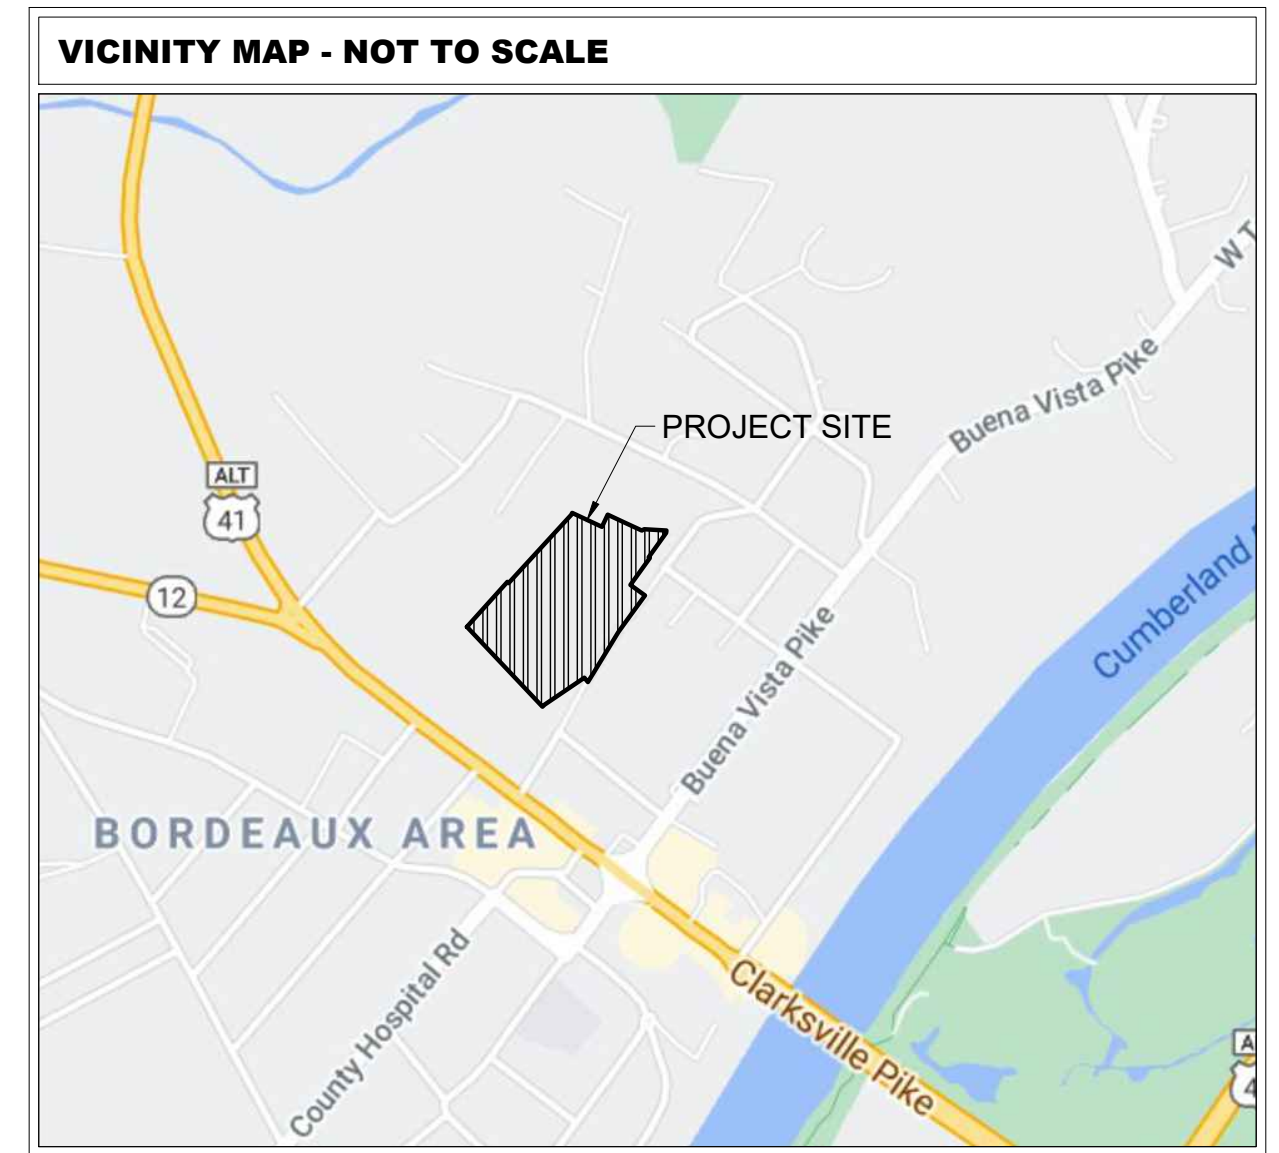 VICINITY MAP - NOT TO SCALE
W T
Buena Vista Pike
PROJECT SITE
ALT
41
12
Cumberland
Buena Vista Pike
BORDEAUX AREA
County Hospital Rd
Clarksville Pike
A
4